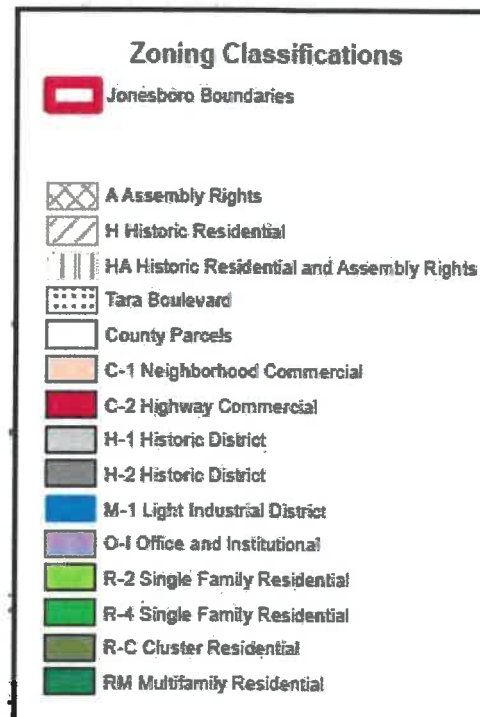 Zoning Classifications
Jonesboro Boundaries
A Assembly Rights
H Historic Residential
HA Historic Residential and Assembly Rights
Tara Boulevard
County Parcels
C-1 Neighborhood Commercial
C-2 Highway Commercial
H-1 Historic District
H-2 Historic District
M-1 Light Industrial District
O-I Office and Institutional
R-2 Single Family Residential
R-4 Single Family Residential
R-C Cluster Residential
RM Multifamily Residential